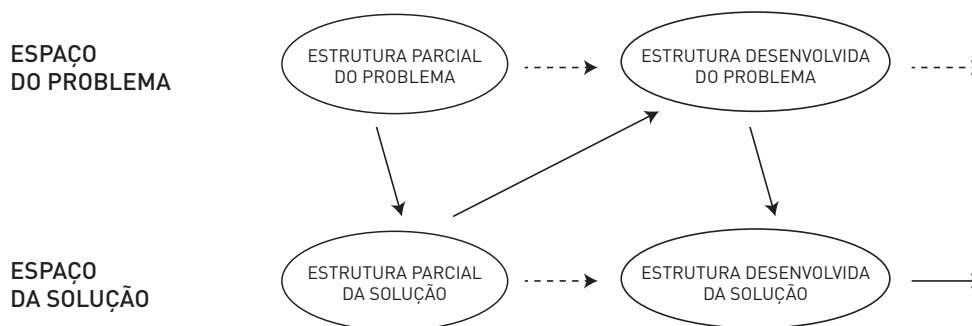 ESPAÇO
DO PROBLEMA
ESTRUTURA PARCIAL
DO PROBLEMA
ESTRUTURA DESENVOLVIDA
DO PROBLEMA
ESPAÇO
DA SOLUÇÃO
ESTRUTURA PARCIAL
DA SOLUÇÃO
ESTRUTURA DESENVOLVIDA
DA SOLUÇÃO